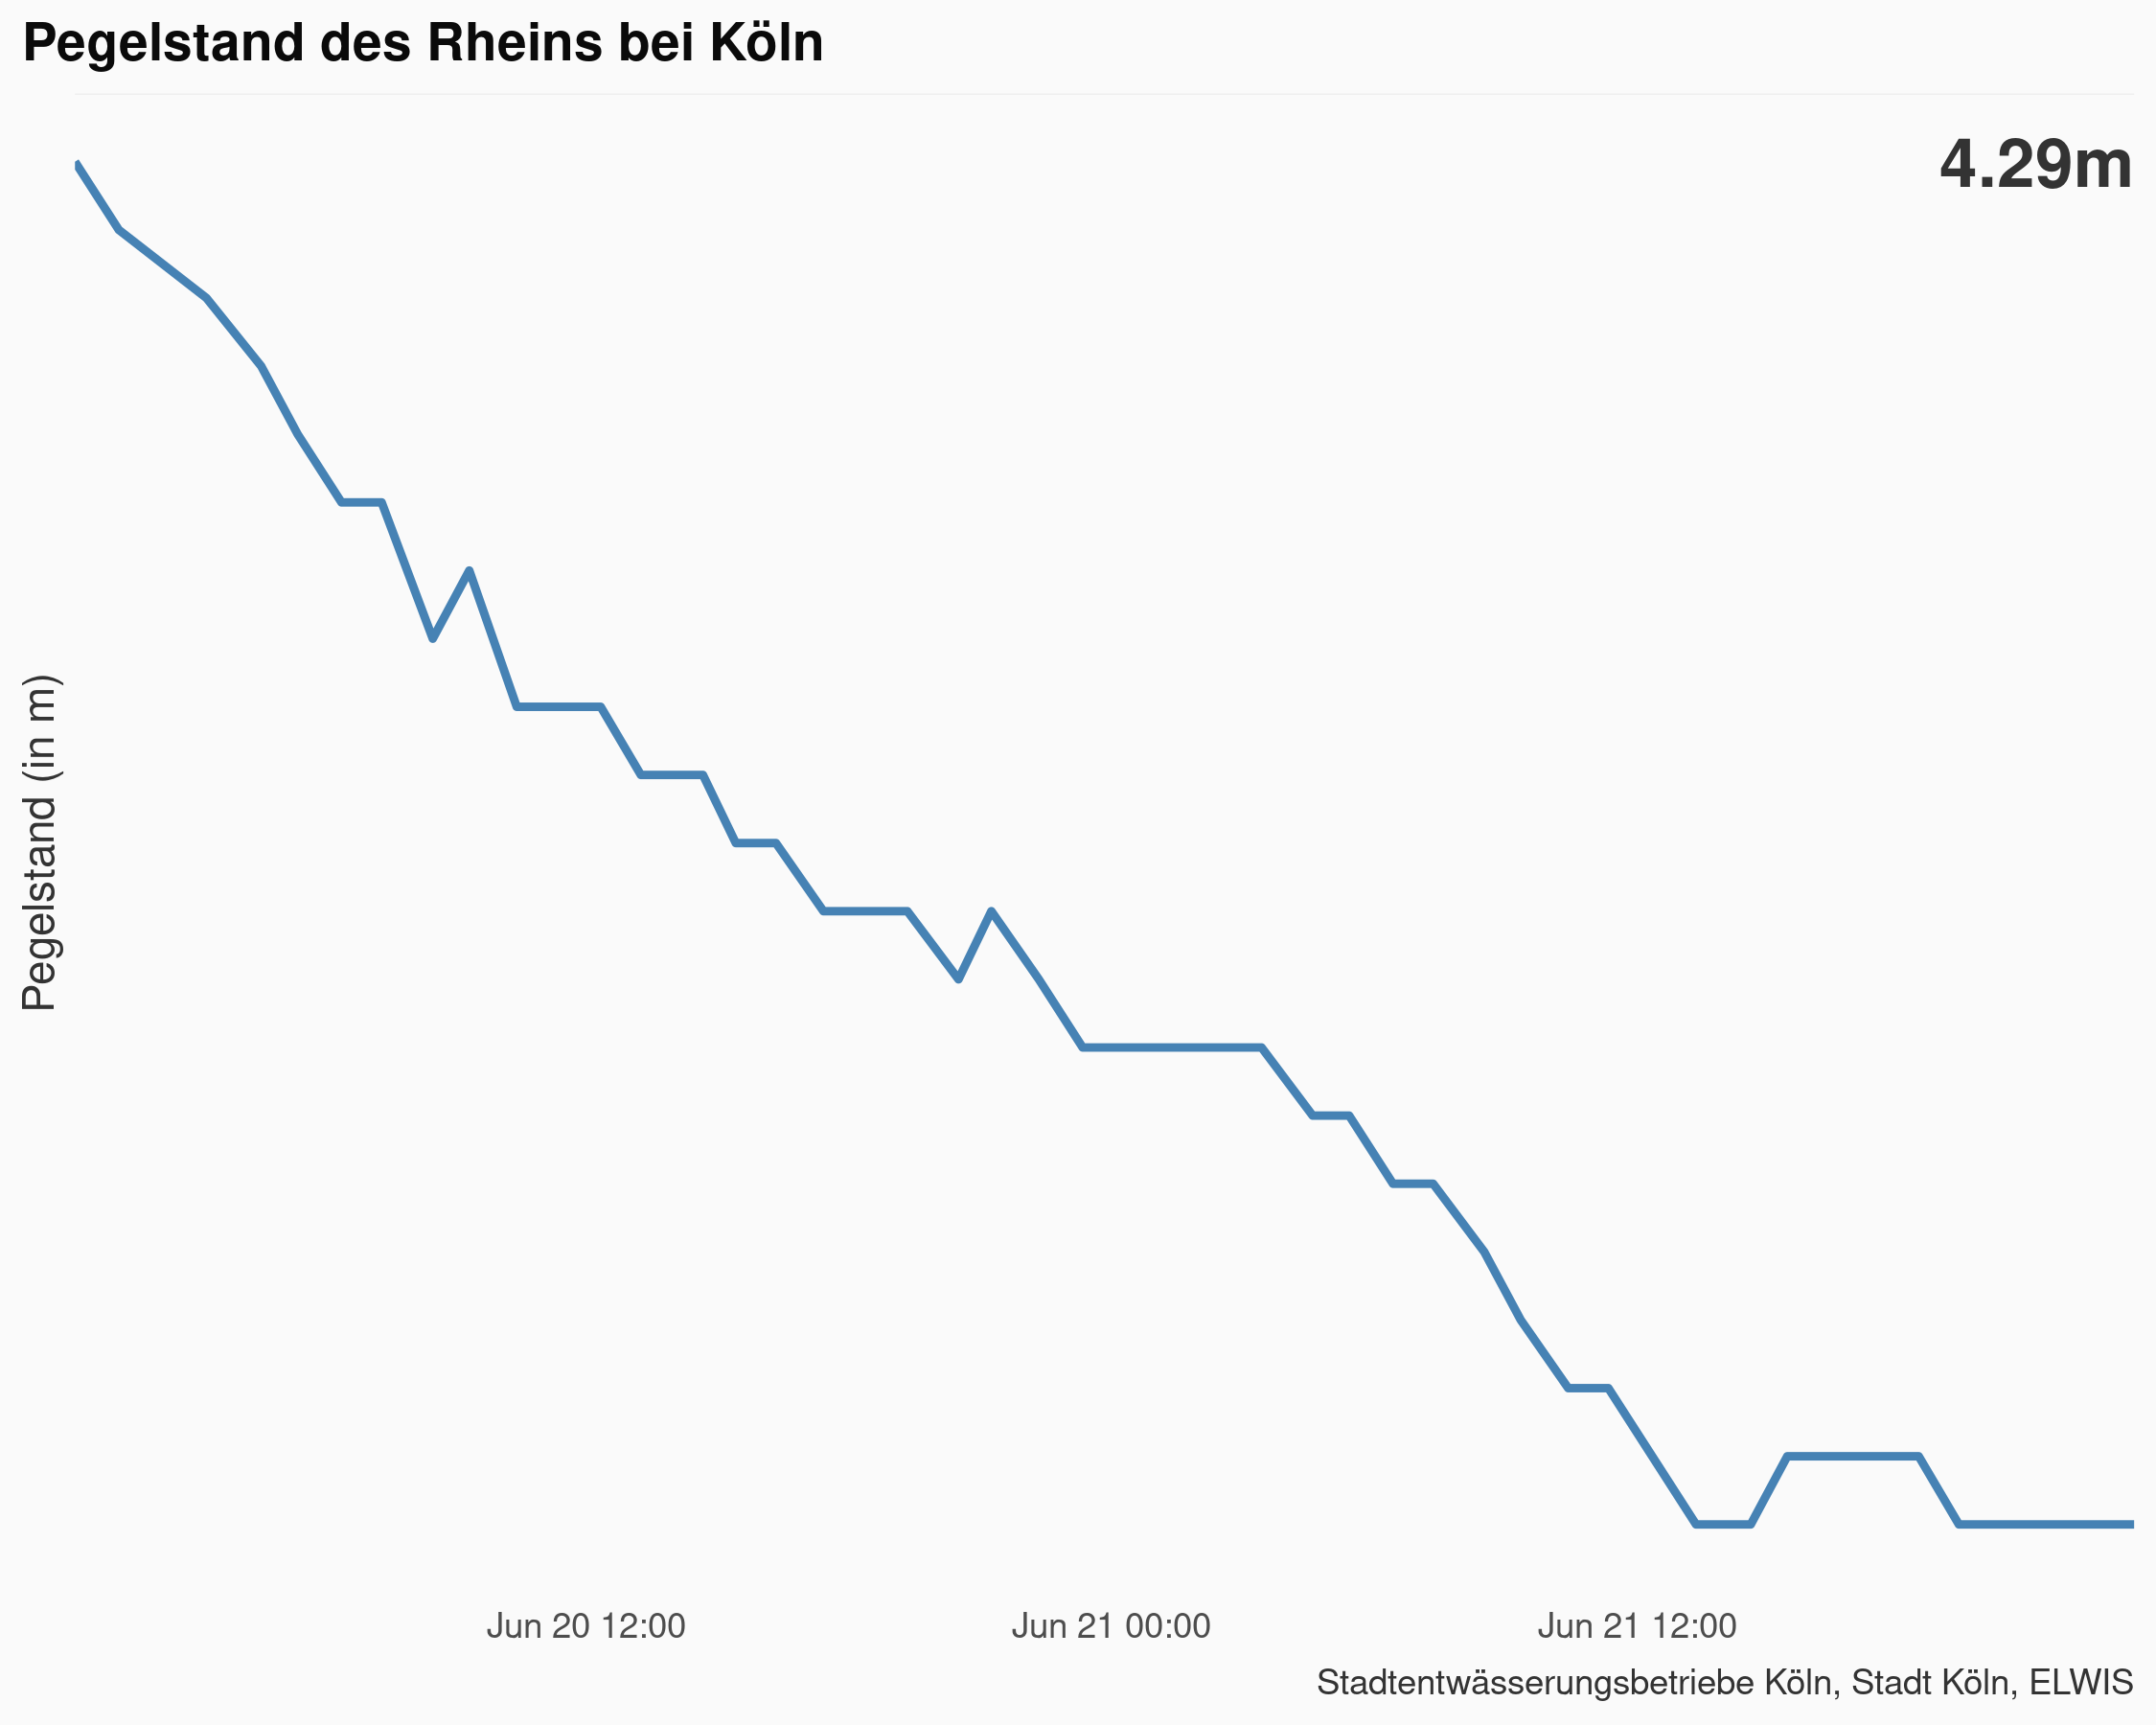 Pegelstand des Rheins bei Köln
4.29m
Pegelstand (in m)
Jun 20 12:00
Jun 21 00:00
Jun 21 12:00
Stadtentwässerungsbetriebe Köln, Stadt Köln, ELWIS